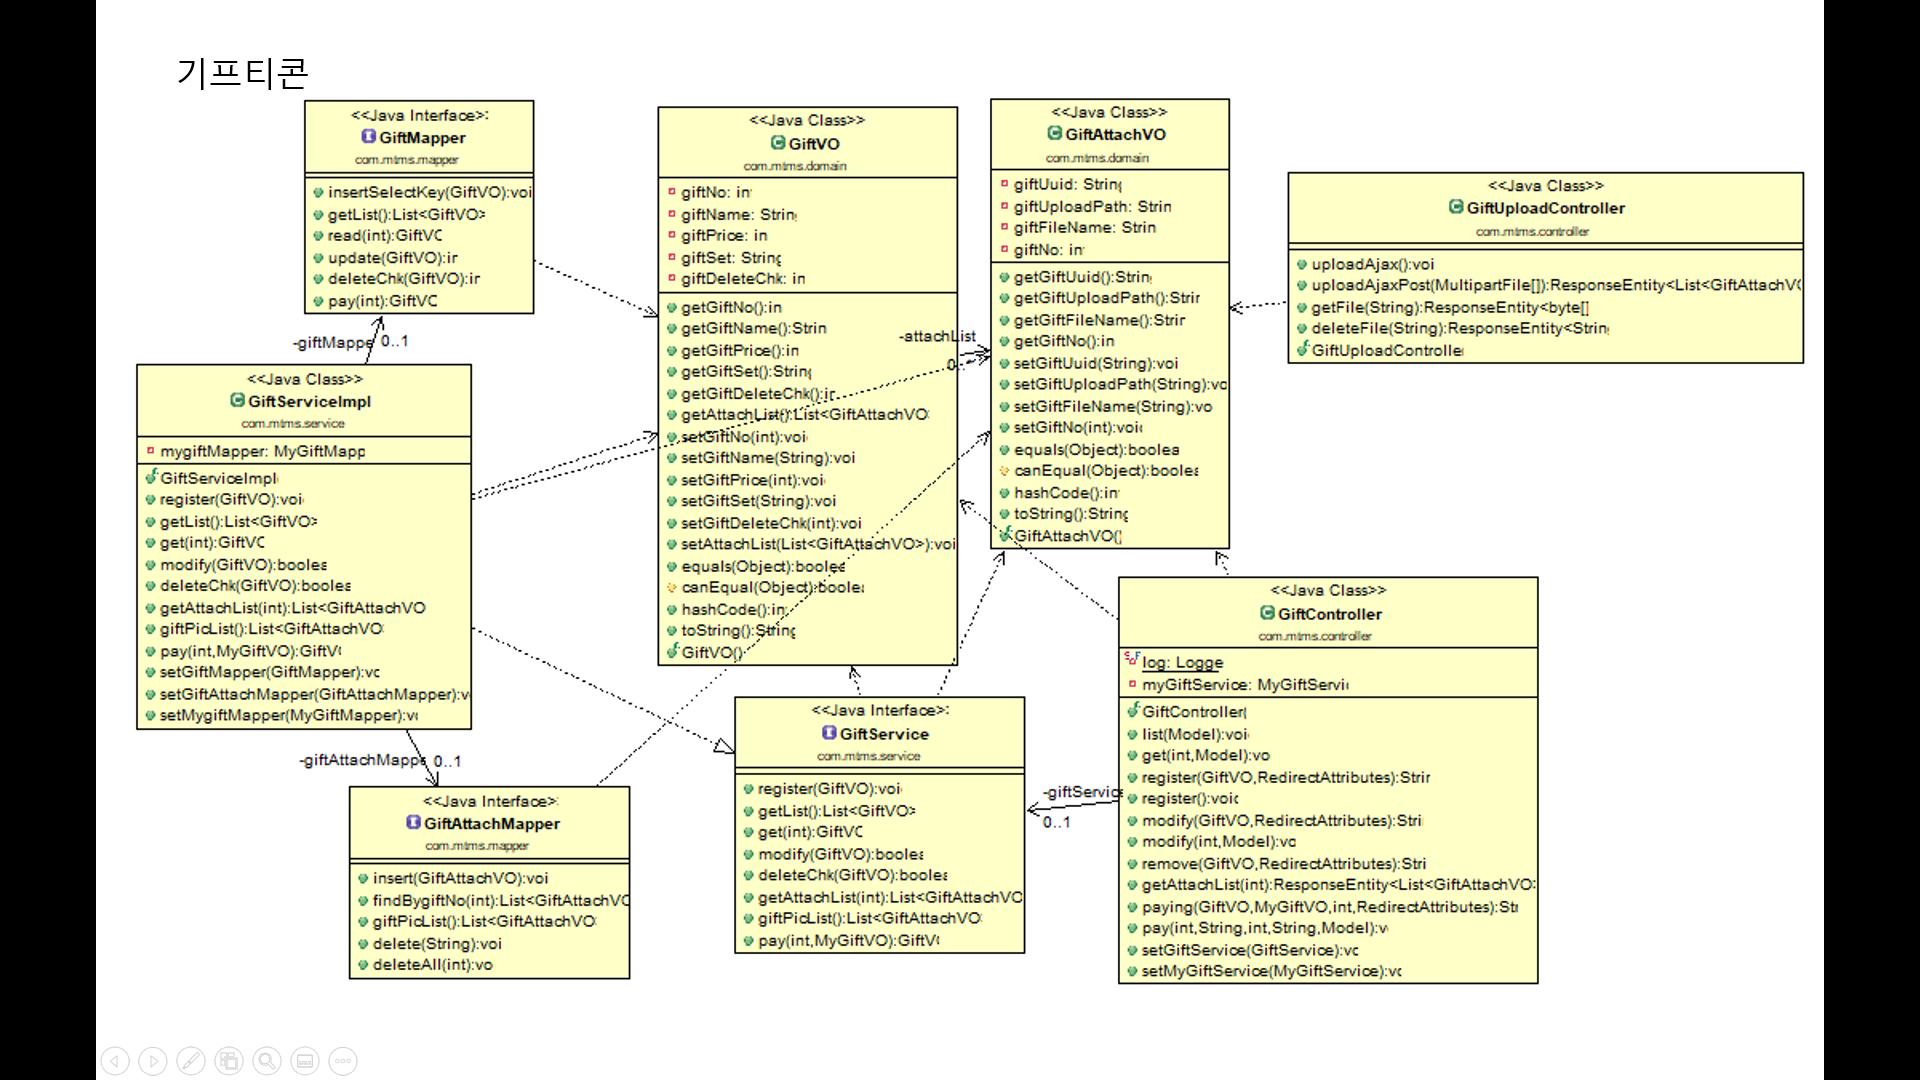 기프티콘
<<Java Interface>>
GiftMapper
com.mtms.mapper
insertSelectKey(GiftVO):voi
getList():List<GiftVO>
read(int):GiftVC
update(GiftVO):ir
deleteChk(GiftVO):ir
pay(int):GiftVC
-giftMappe
0..1
<<Java Class>>
GiftServiceImpl
com.mtms.service
mygiftMapper: MyGiftMapp
GiftServiceImpl
register(GiftVO):voi
getList():List<GiftVO>
get(int):GiftVC
modify(GiftVO):boolea
deleteChk(GiftVO):boolea
getAttachList(int):List<GiftAttachVO
giftPicList():List<GiftAttachVO
pay(int,MyGiftVO):GiftV
setGiftMapper(GiftMapper):vo
setGiftAttachMapper(GiftAttachMapper):v
setMygiftMapper(MyGiftMapper):v
-giftAttachMappe
0..1
<<Java Interface>>
GiftAttachMapper
com.mtms.mapper
insert(GiftAttachVO):voi
findBygiftNo(int):List<GiftAttachVO
giftPicList():List<GiftAttachVO
delete(String):voi
deleteAll(int):vo
<<Java Class>>
GiftVO
com.mtms.domain
giftNo: in
giftName: Strin
giftPrice: in
giftSet: String
giftDeleteChk: in
getGiftNo():in
getGiftName():Strin
getGiftPrice():in
getGiftSet():String
getGiftDeleteChk():ir
getAttachList():List<GiftAttachVO
setGiftNo(int):voi
setGiftName(String):voi
setGiftPrice(int):voi
setGiftSet(String):voi
setGiftDeleteChk(int):voi
setAttachList(List<GiftAttachVO>):voi
equals(Object):boolea
canEqual(Object):boolea
hashCode():in
toString():String
GiftVO()
-attachList
0..
<<Java Interface>>
GiftService
com.mtms.service
register(GiftVO):voi
getList():List<GiftVO>
get(int):GiftVC
modify(GiftVO):boolea
deleteChk(GiftVO):boolea
getAttachList(int):List<GiftAttachVO
giftPicList():List<GiftAttachVO
pay(int,MyGiftVO):GiftV
<<Java Class>>
GiftAttachVO
com.mtms.domain
giftUuid: String
giftUploadPath: Strin
giftFileName: Strin
giftNo: in
getGiftUuid():String
getGiftUploadPath():Strir
getGiftFileName():Strir
getGiftNo():in
setGiftUuid(String):voi
setGiftUploadPath(String):vo
setGiftFileName(String):vo
setGiftNo(int):voi
equals(Object):boolea
canEqual(Object):boolea
hashCode():in
toString():String
GiftAttachVO()
<<Java Class>>
GiftUploadController
com.mtms.controller
uploadAjax():voi
uploadAjaxPost(MultipartFile[]):ResponseEntity<List<GiftAttachV
getFile(String):ResponseEntity<byte[]
deleteFile(String):ResponseEntity<String
GiftUploadControlle
<<Java Class>>
GiftController
com.mtms.controller
log: Logge
myGiftService: MyGiftServi
GiftController(
list(Model):voi
get(int,Model):vo
register(GiftVO,RedirectAttributes):Strir
register():voi
modify(GiftVO,RedirectAttributes):Stri
modify(int,Model):vo
remove(GiftVO,RedirectAttributes):Stri
getAttachList(int):ResponseEntity<List<GiftAttachVO
paying(GiftVO,MyGiftVO,int,RedirectAttributes):Str
pay(int,String,int,String,Model):v
setGiftService(GiftService):vo
setMyGiftService(MyGiftService):vo
-giftServic
0..1